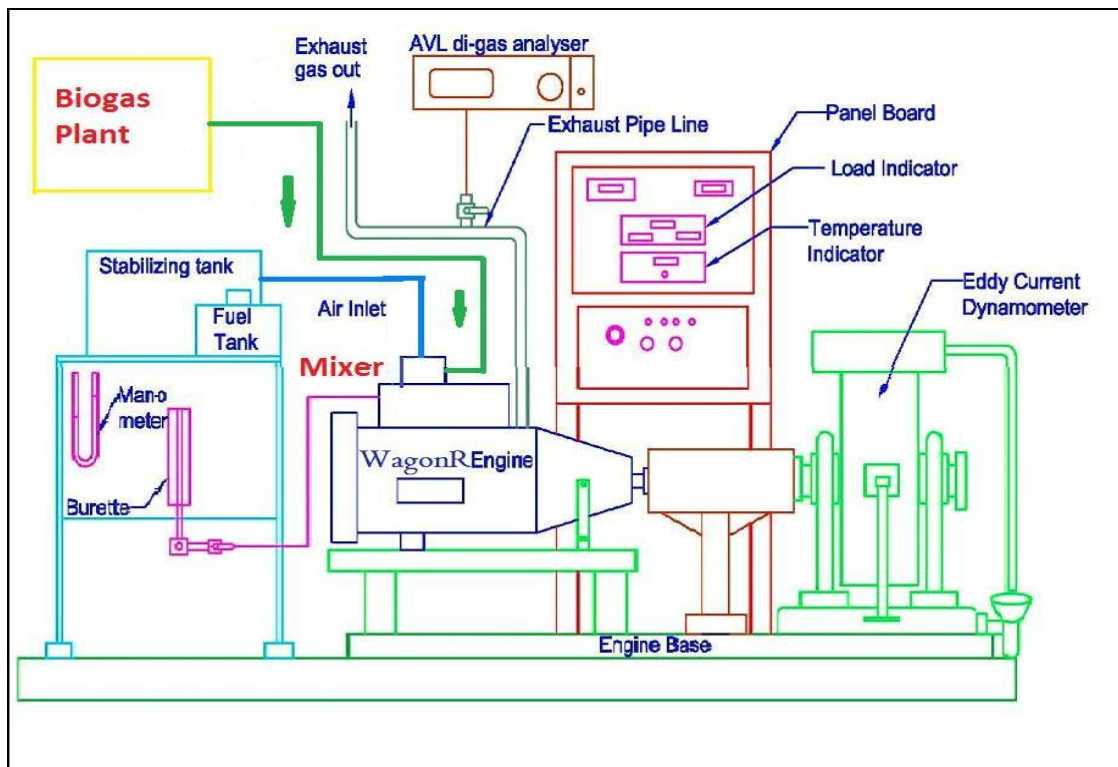 Exhaust
gas out
AVL di-gas analyser
Biogas
Plant
Exhaust Pipe Line
Panel Board
Load Indicator
Temperature
Indicator
Stabilizing tank
Fuel
Tank
Air Inlet
Eddy Current
Dynamometer
Mixer
Man-o
meter
WagonR Engine
Burette
Engine Base